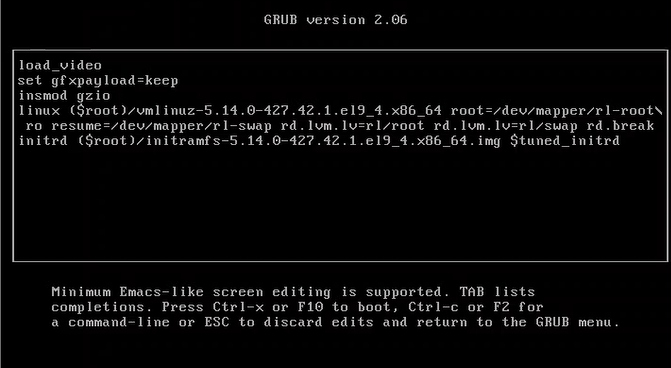 GRUB version 2.06
load_video
set gfxpayload=keep
insmod gzio
linux ($root)/vmlinuz-5.14.0-427.42.1.el9_4.x86_64 root=/dev/mapper/rl-root\
ro resume=/dev/mapper/rl-swap rd.lvm.lv=rl/root rd.lvm.lv=rl/swap rd.break
initrd ($root)/initramfs-5.14.0-427.42.1.el9_4.x86_64.img $tuned_initrd
Minimum Emacs-like screen editing is supported. TAB lists
completions. Press Ctrl-x or F10 to boot, Ctrl-c or F2 for
a command-line or ESC to discard edits and return to the GRUB menu.